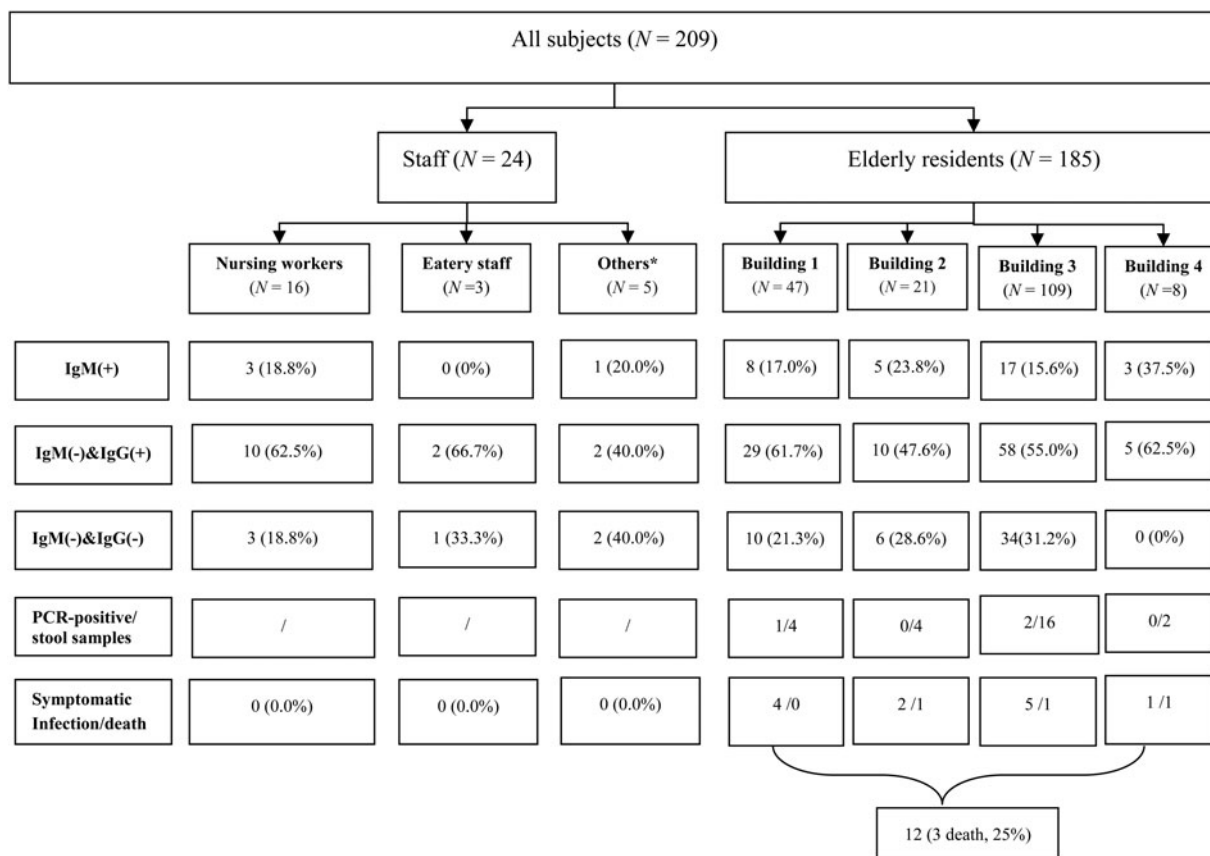 All subjects (N = 209)
Staff (N = 24)
Elderly residents (N = 185)
Nursing workers
(N = 16)
Eatery staff
(N =3)
Others*
(N = 5)
Building 1
(N = 47)
Building 2
(N = 21)
Building 3
(N = 109)
Building 4
(N =8)
IgM(+)
3 (18.8%)
0 (0%)
1 (20.0%)
8 (17.0%)
5 (23.8%)
17 (15.6%)
3 (37.5%)
IgM(-)&IgG(+)
10 (62.5%)
2 (66.7%)
2 (40.0%)
29 (61.7%)
10 (47.6%)
58 (55.0%)
5 (62.5%)
IgM(-)&IgG(-)
3 (18.8%)
1 (33.3%)
2 (40.0%)
10 (21.3%)
6 (28.6%)
34(31.2%)
0 (0%)
PCR-positive/
stool samples
/
/
/
1/4
0/4
2/16
0/2
Symptomatic
Infection/death
0 (0.0%)
0 (0.0%)
0 (0.0%)
4 /0
2 /1
5 /1
1 /1
12 (3 death, 25%)